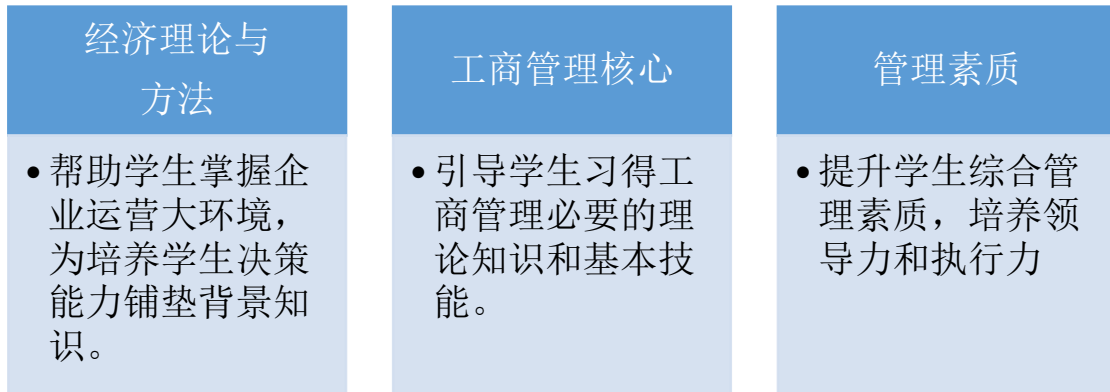 经济理论与
方法
•帮助学生掌握企
业运营大环境，
为培养学生决策
能力铺垫背景知
识。
工商管理核心
•引导学生习得工
商管理必要的理
论知识和基本技
能。
管理素质
•提升学生综合管
理素质，培养领
导力和执行力